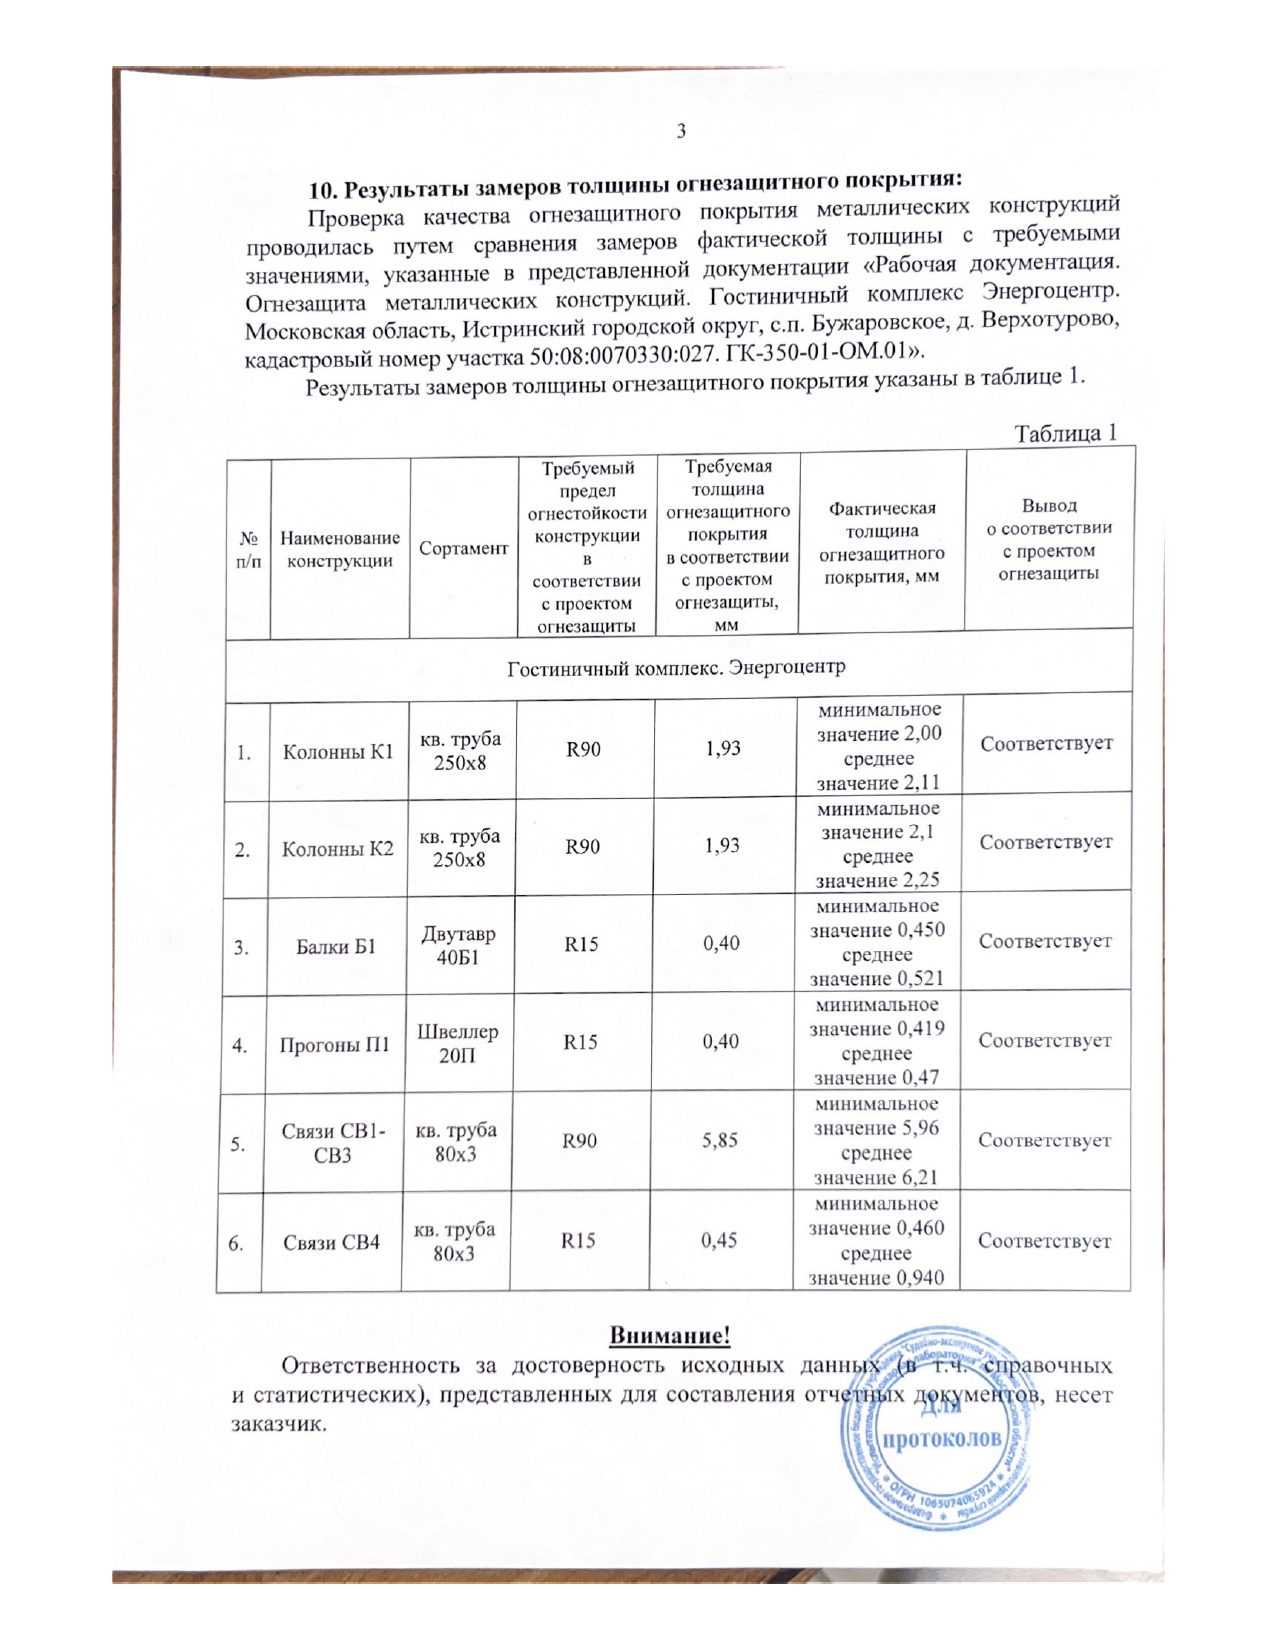 3
10. Результаты замеров толщины огнезащитного покрытия:
Проверка качества огнезащитного покрытия металлических конструкций
проводилась путем сравнения замеров фактической толщины с требуемыми
значениями, указанные в представленной документации «Рабочая документация.
Огнезащита металлических конструкций. Гостиничный комплекс Энергоцентр.
Московская область, Истринский городской округ, с.п. Бужаровское, д. Верхотурово,
кадастровый номер участка 50:08:0070330:027. ГК-350-01-ОМ.01».
Результаты замеров толщины огнезащитного покрытия указаны в таблице 1.
Таблица 1
№
п/п
Наименование
конструкции
Сортамент
Требуемый
предел
огнестойкости
конструкции
в
соответствии
с проектом
огнезащиты
Требуемая
толщина
огнезащитного
покрытия
в соответствии
с проектом
огнезащиты,
мм
Фактическая
толщина
огнезащитного
покрытия, мм
Вывод
о соответствии
с проектом
огнезащиты
Гостиничный комплекс. Энергоцентр
1.
Колонны К1
кв. труба
250х8
R90
1,93
минимальное
значение 2,00
среднее
значение 2,11
Соответствует
2.
Колонны К2
кв. труба
250х8
R90
1,93
минимальное
значение 2,1
среднее
значение 2,25
Соответствует
3.
Балки Б1
Двутавр
40Б1
R15
0,40
минимальное
значение 0,450
среднее
значение 0,521
Соответствует
4.
Прогоны П1
Швеллер
20П
R15
0,40
минимальное
значение 0,419
среднее
значение 0,47
Соответствует
5.
Связи СВ1-
СВ3
кв. труба
80х3
R90
5,85
минимальное
значение 5,96
среднее
значение 6,21
Соответствует
6.
Связи СВ4
кв. труба
80х3
R15
0,45
минимальное
значение 0,460
среднее
значение 0,940
Соответствует
Внимание!
Ответственность за достоверность исходных данных (в т.ч. справочных
и статистических), представленных для составления отчетных документов, несет
заказчик.
Для
протоколов
ОГРН 1065074065924